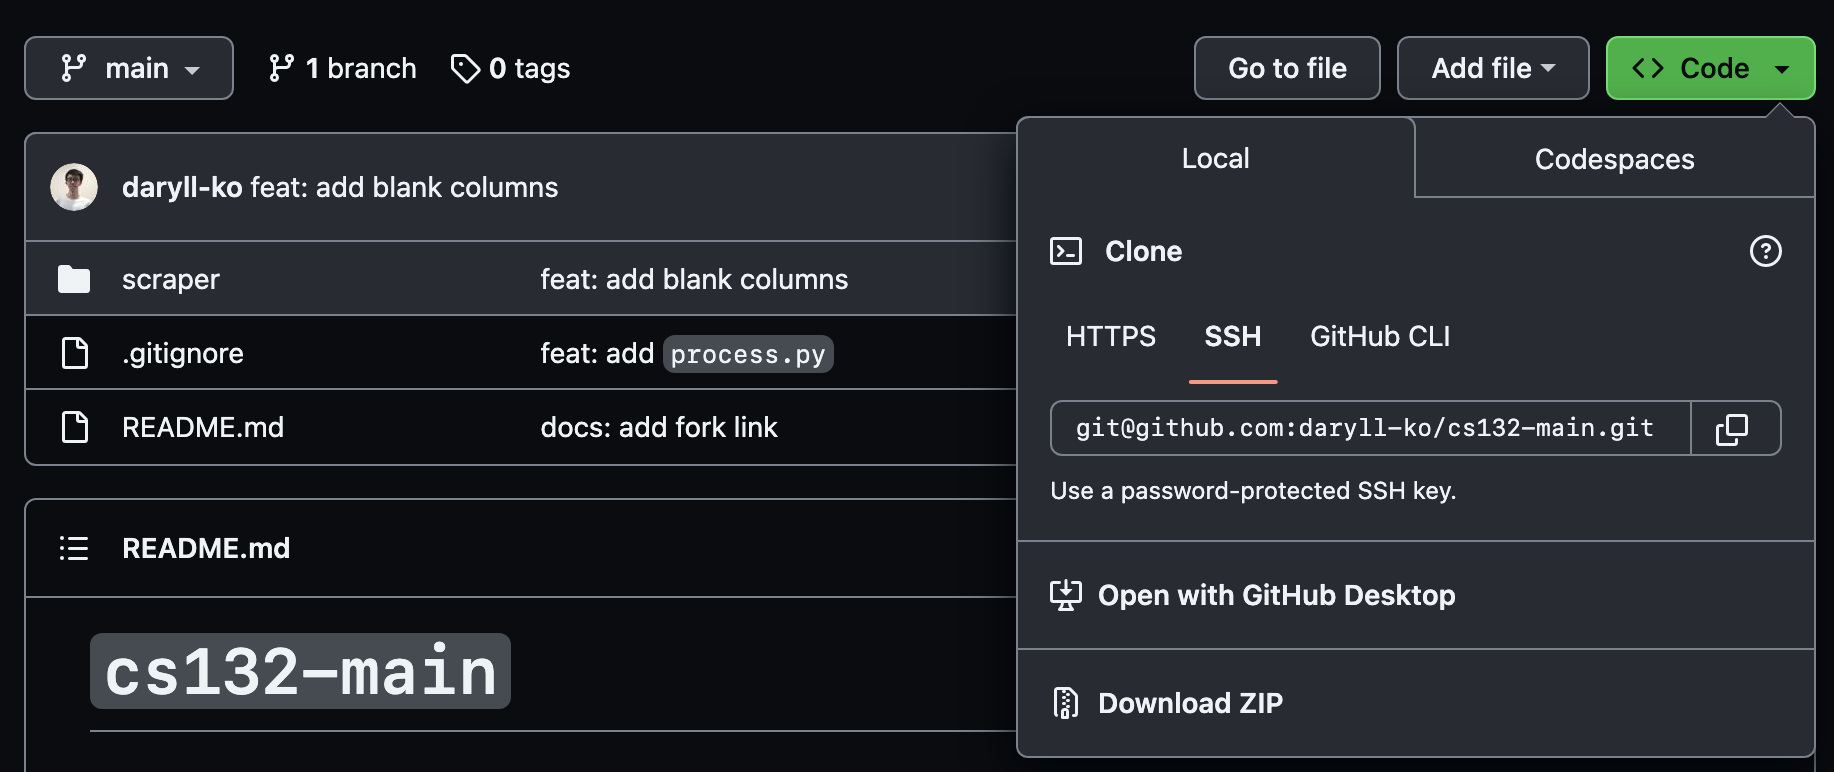 main 1 branch 0 tags Go to file Add file Code
Local Codespaces
daryll-ko feat: add blank columns
Clone
scraper feat: add blank columns
HTTPS SSH GitHub CLI
.gitignore feat: add process.py
README.md docs: add fork link
git@github.com:daryll-ko/cs132-main.git
Use a password-protected SSH key.
README.md
Open with GitHub Desktop
cs132-main
Download ZIP